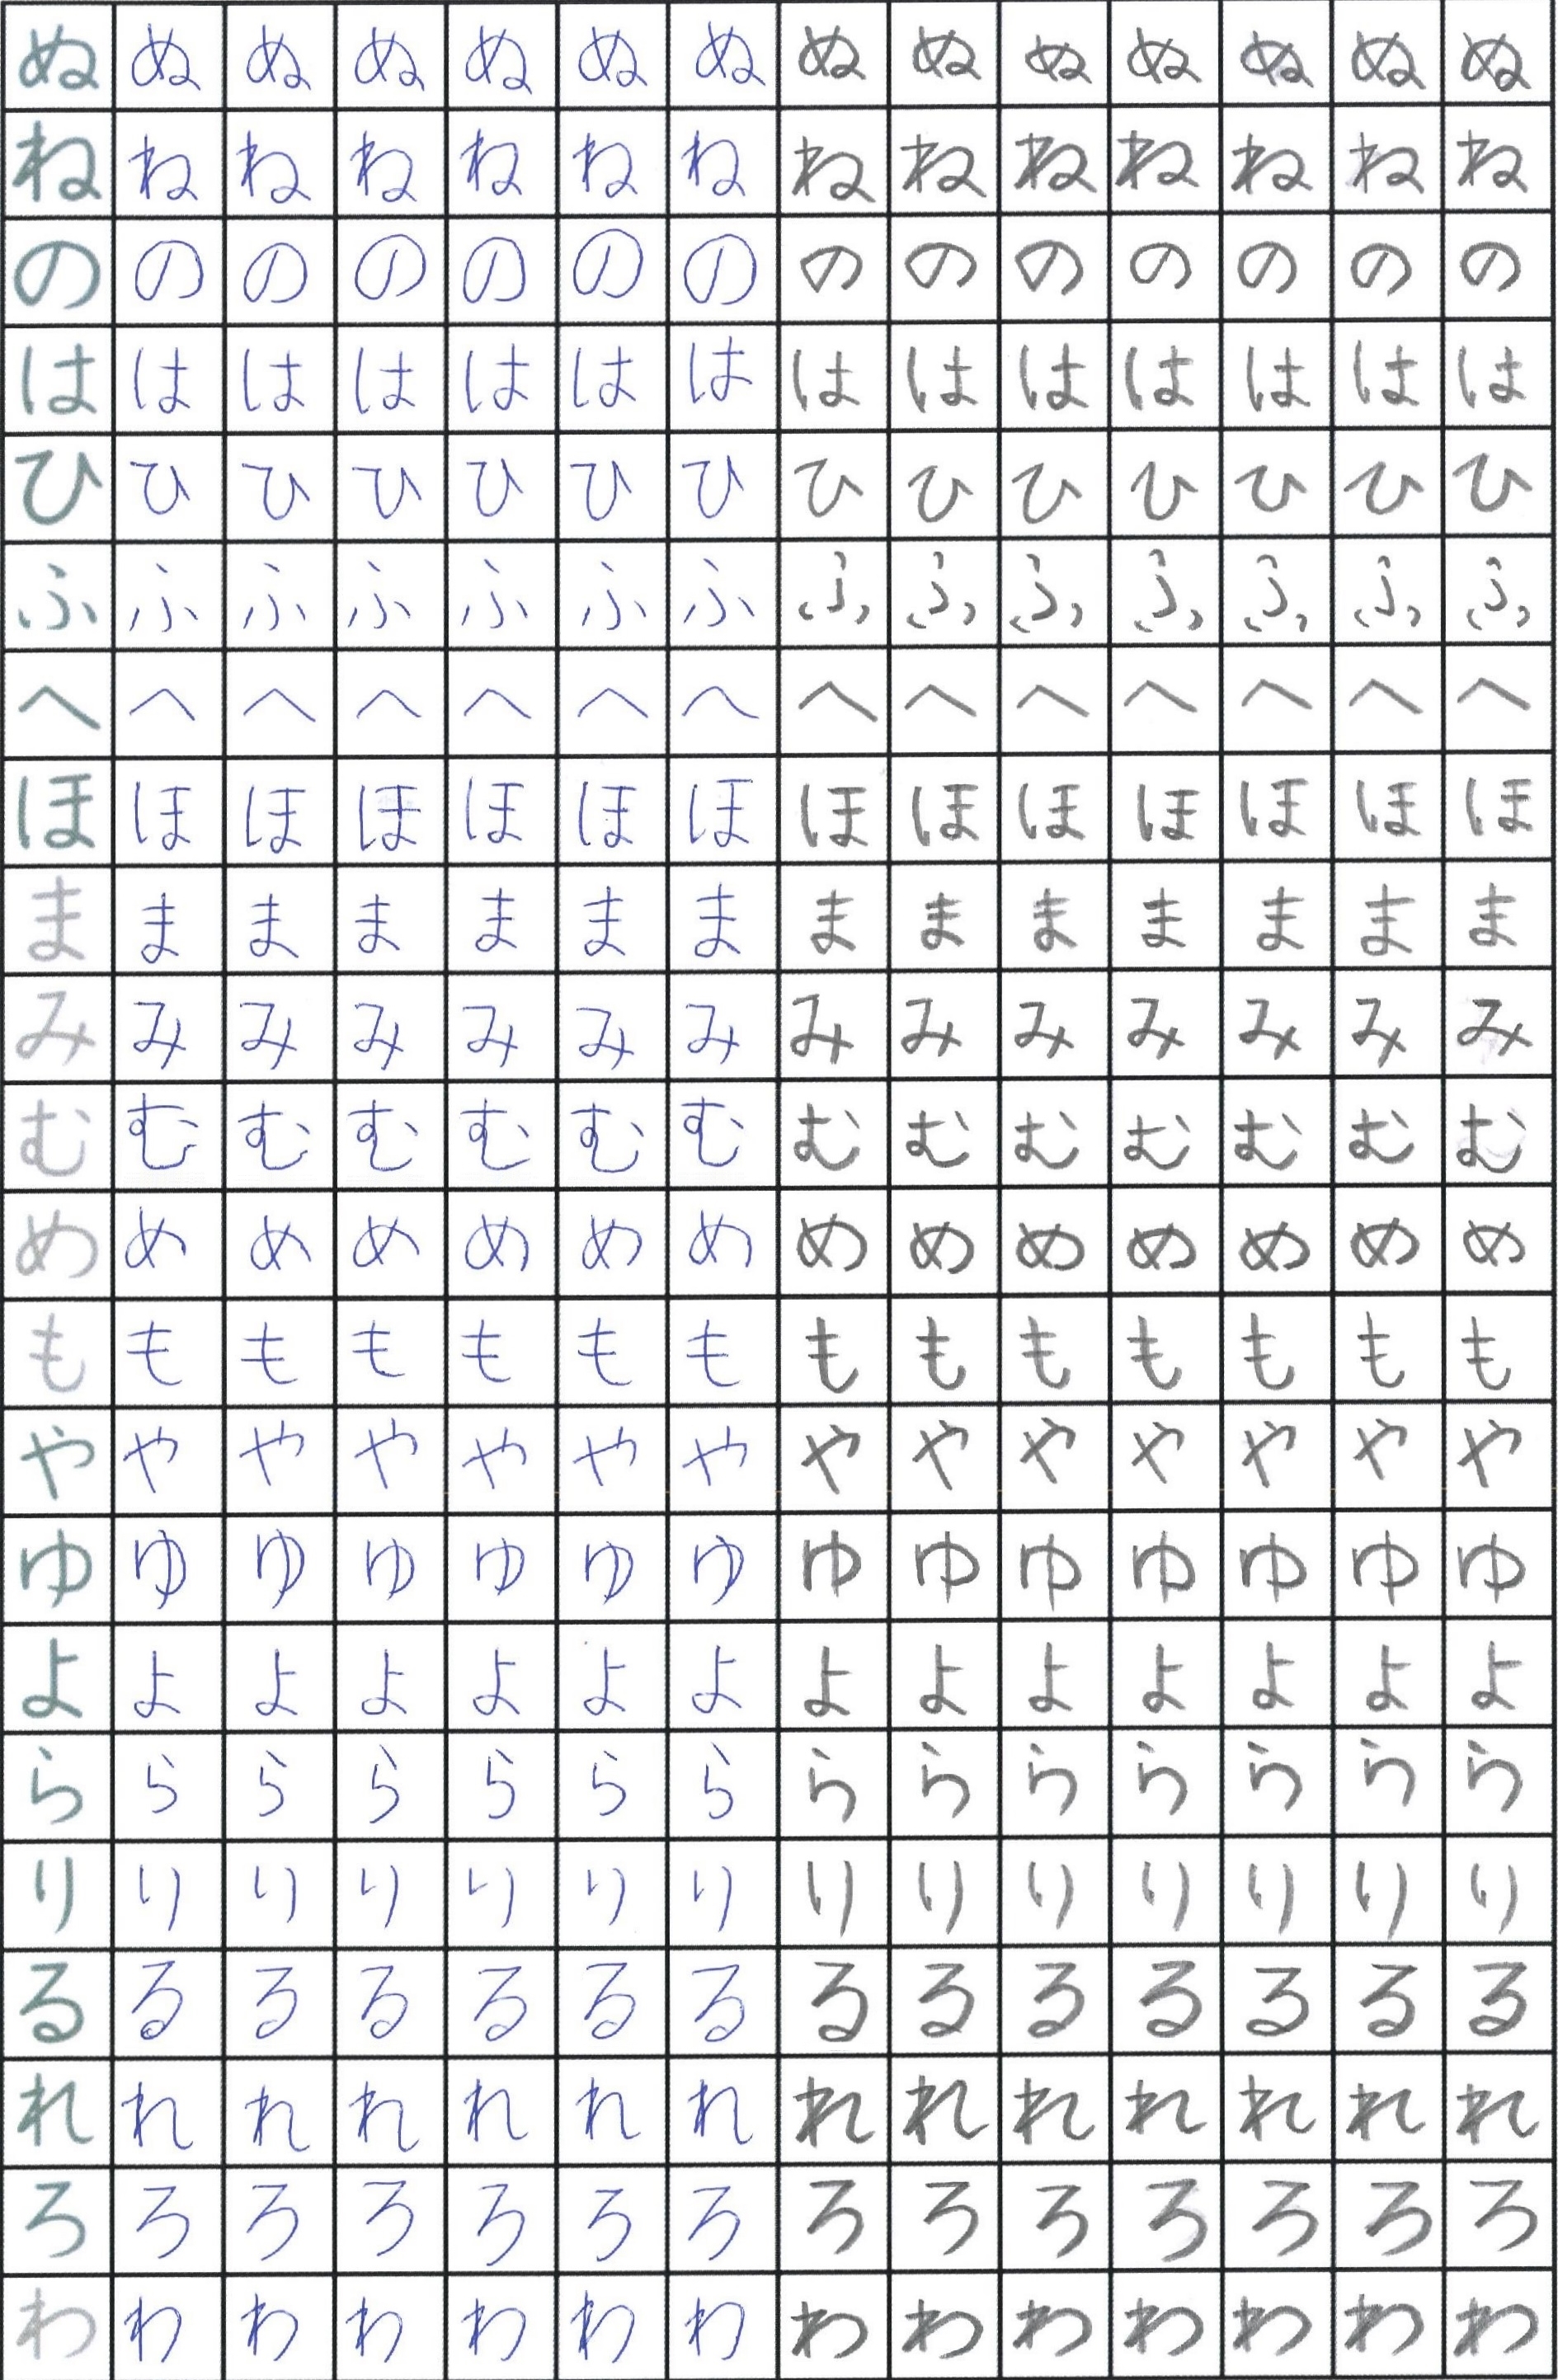 ぬ ぬ ぬ ぬ ぬ ぬ ぬ ぬ ぬ ぬ ぬ ぬ ぬ ぬ
ね ね ね ね ね ね ね ね ね ね ね ね ね ね
の の の の の の の の の の の の の の
は は は は は は は は は は は は は は
ひ ひ ひ ひ ひ ひ ひ ひ ひ ひ ひ ひ ひ ひ
ふ ふ ふ ふ ふ ふ ふ ふ ふ ふ ふ ふ ふ ふ
へ へ へ へ へ へ へ へ へ へ へ へ へ へ
ほ ほ ほ ほ ほ ほ ほ ほ ほ ほ ほ ほ ほ ほ
ま ま ま ま ま ま ま ま ま ま ま ま ま ま
み み み み み み み み み み み み み み
む む む む む む む む む む む む む む
め め め め め め め め め め め め め め
も も も も も も も も も も も も も も
や や や や や や や や や や や や や や
ゆ ゆ ゆ ゆ ゆ ゆ ゆ ゆ ゆ ゆ ゆ ゆ ゆ ゆ
よ よ よ よ よ よ よ よ よ よ よ よ よ よ
ら ら ら ら ら ら ら ら ら ら ら ら ら ら
り り り り り り り り り り り り り り
る る る る る る る る る る る る る る
れ れ れ れ れ れ れ れ れ れ れ れ れ れ
ろ ろ ろ ろ ろ ろ ろ ろ ろ ろ ろ ろ ろ ろ
わ わ わ わ わ わ わ わ わ わ わ わ わ わ